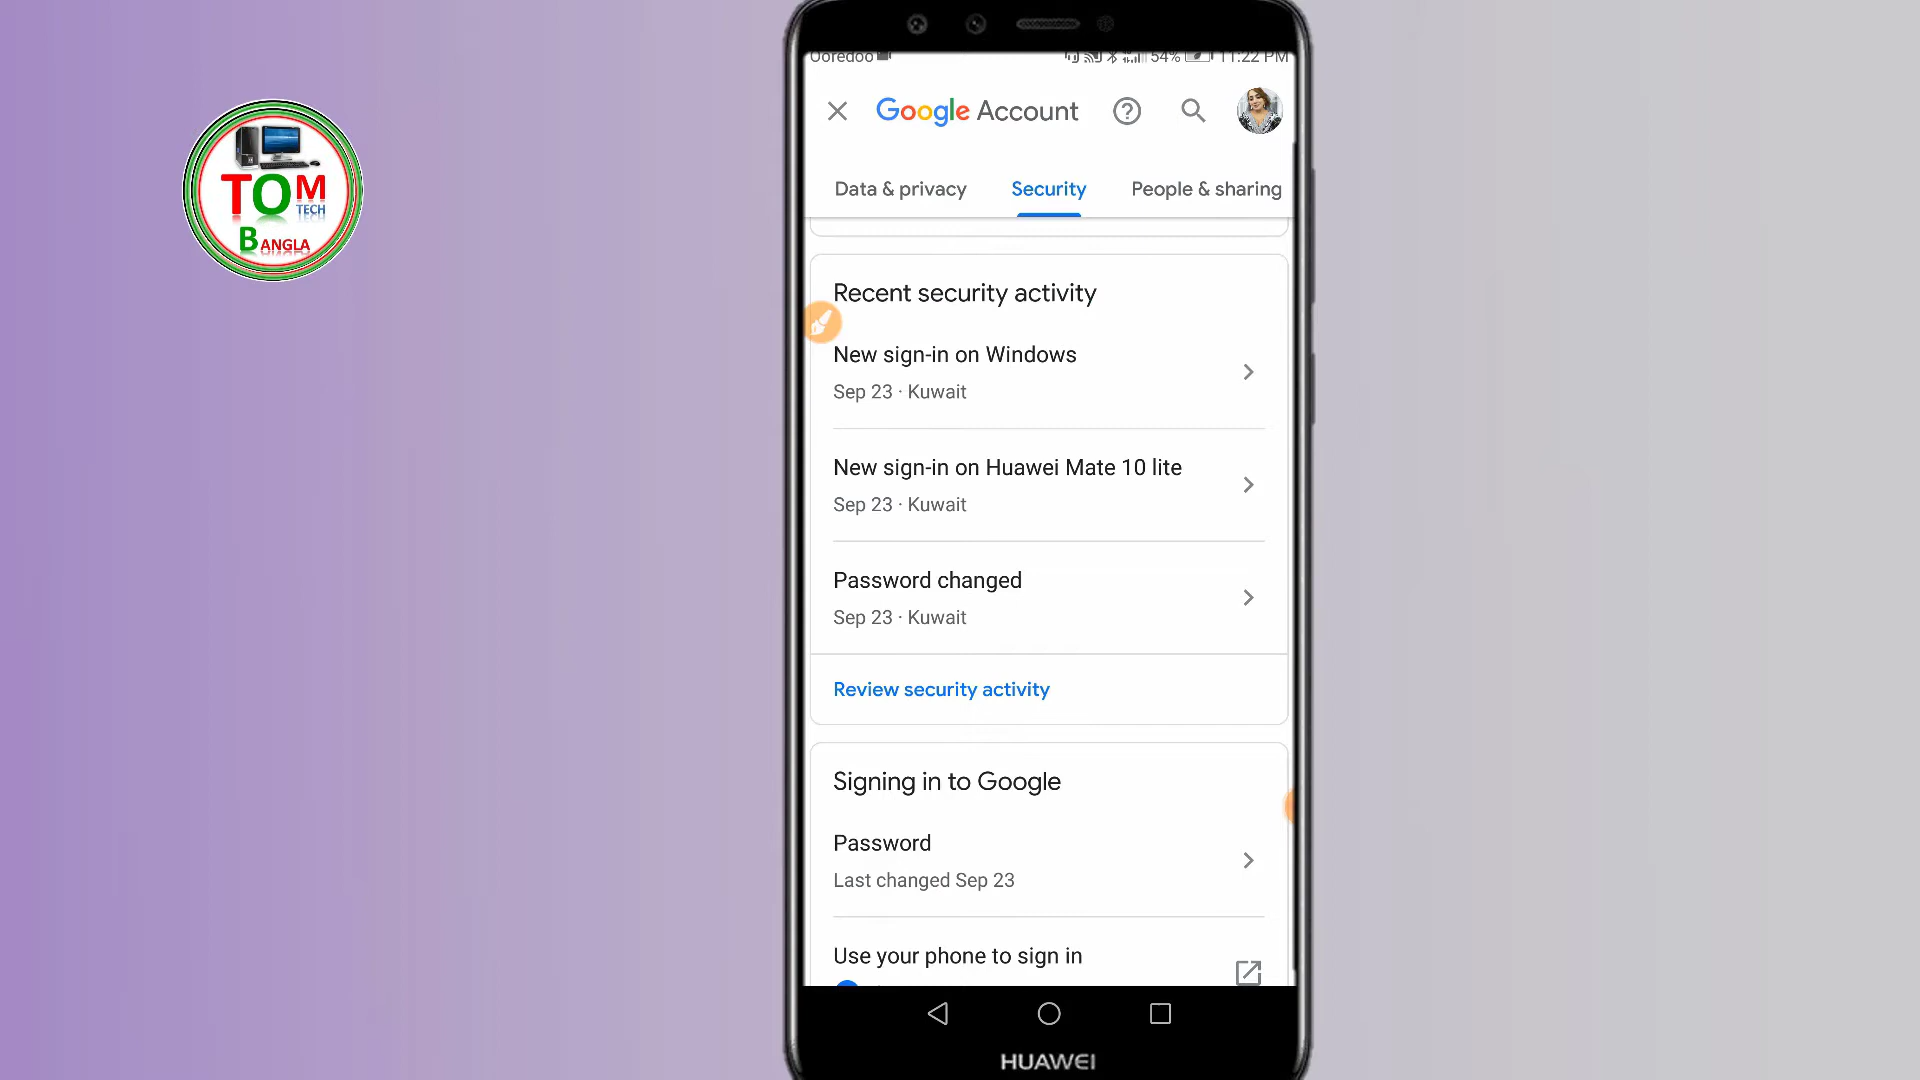 TOM
TECH
BANGLA
Ooredoo
54%
11:22 PM
Google Account
Data & privacy
Security
People & sharing
Recent security activity
New sign-in on Windows
Sep 23 · Kuwait
New sign-in on Huawei Mate 10 lite
Sep 23 · Kuwait
Password changed
Sep 23 · Kuwait
Review security activity
Signing in to Google
Password
Last changed Sep 23
Use your phone to sign in
HUAWEI